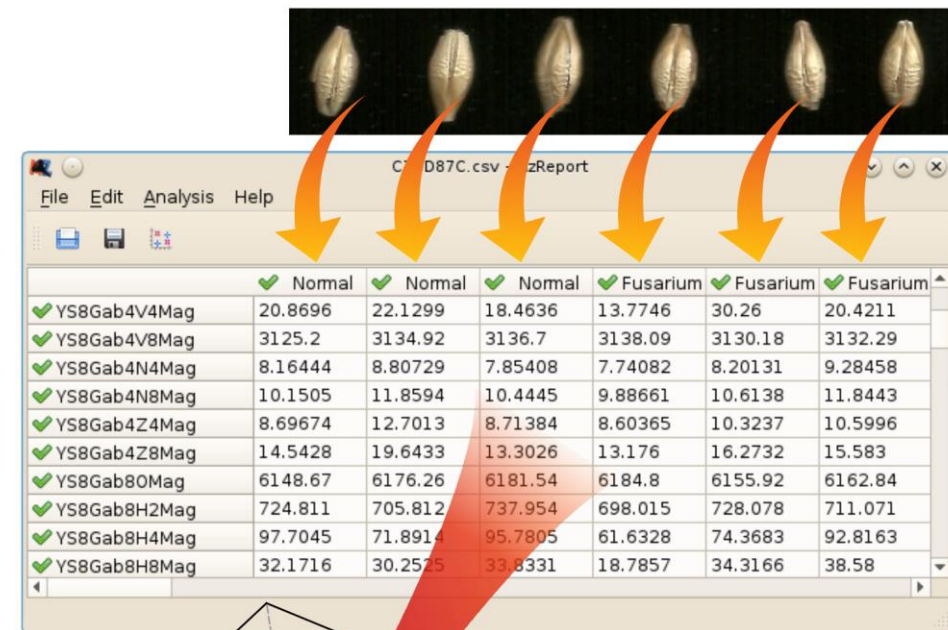 C D87C.csv - zReport
File Edit Analysis Help
Normal Normal Normal Fusarium Fusarium Fusarium
YS8Gab4V4Mag 20.8696 22.1299 18.4636 13.7746 30.26 20.4211
YS8Gab4V8Mag 3125.2 3134.92 3136.7 3138.09 3130.18 3132.29
YS8Gab4N4Mag 8.16444 8.80729 7.85408 7.74082 8.20131 9.28458
YS8Gab4N8Mag 10.1505 11.8594 10.4445 9.88661 10.6138 11.8443
YS8Gab4Z4Mag 8.69674 12.7013 8.71384 8.60365 10.3237 10.5996
YS8Gab4Z8Mag 14.5428 19.6433 13.3026 13.176 16.2732 15.583
YS8Gab8OMag 6148.67 6176.26 6181.54 6184.8 6155.92 6162.84
YS8Gab8H2Mag 724.811 705.812 737.954 698.015 728.078 711.071
YS8Gab8H4Mag 97.7045 71.8914 95.7805 61.6328 74.3683 92.8163
YS8Gab8H8Mag 32.1716 30.2525 33.8331 18.7857 34.3166 38.58